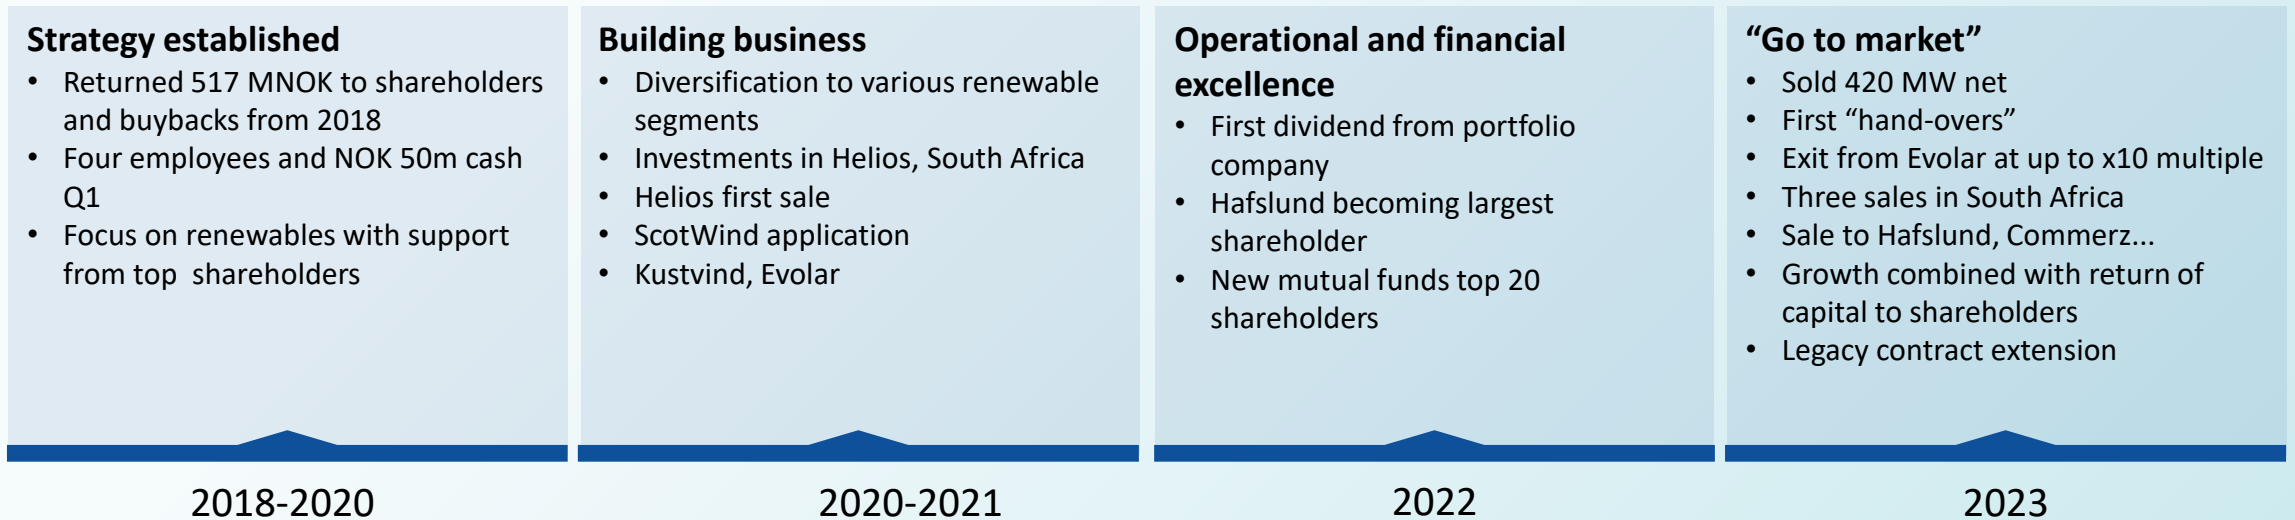 Strategy established
• Returned 517 MNOK to shareholders
and buybacks from 2018
• Four employees and NOK 50m cash
Q1
• Focus on renewables with support
from top  shareholders
2018-2020
Building business
• Diversification to various renewable
segments
• Investments in Helios, South Africa
• Helios first sale
• ScotWind application
• Kustvind, Evolar
2020-2021
Operational and financial
excellence
• First dividend from portfolio
company
• Hafslund becoming largest
shareholder
• New mutual funds top 20
shareholders
2022
“Go to market”
• Sold 420 MW net
• First “hand-overs”
• Exit from Evolar at up to x10 multiple
• Three sales in South Africa
• Sale to Hafslund, Commerz...
• Growth combined with return of
capital to shareholders
• Legacy contract extension
2023